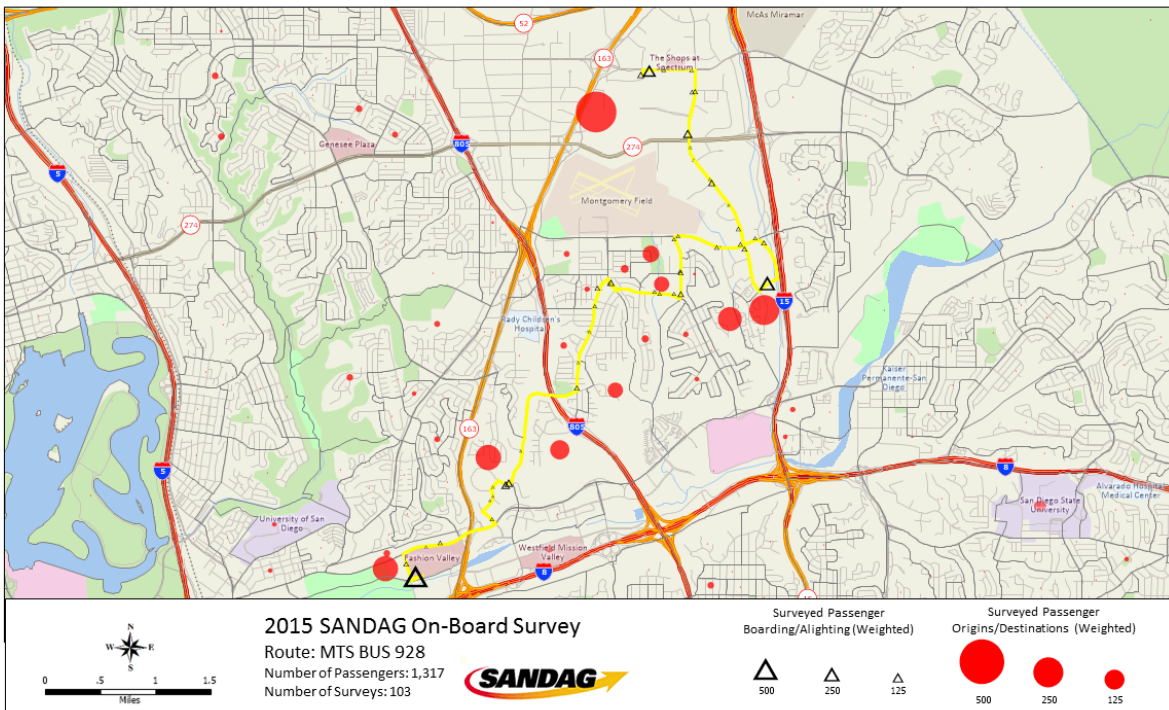 52
McAs Miramar
163
The Shops at
Spectrum
Genesee Plaza
805
274
5
Montgomery Field
274
15
Rady Children's
Hospital
Kaiser
Permanente-San
Diego
163
805
5
8
Alvarado Hospital
Medical Center
San Diego State
University
University of San
Diego
Fashion Valley
Westfield Mission
Valley
8
15
N
W E
S
0 .5 1 1.5
Miles
2015 SANDAG On-Board Survey
Route: MTS BUS 928
Number of Passengers: 1,317
Number of Surveys: 103
SANDAG
Surveyed Passenger
Boarding/Alighting (Weighted)
500 250 125
Surveyed Passenger
Origins/Destinations (Weighted)
500 250 125